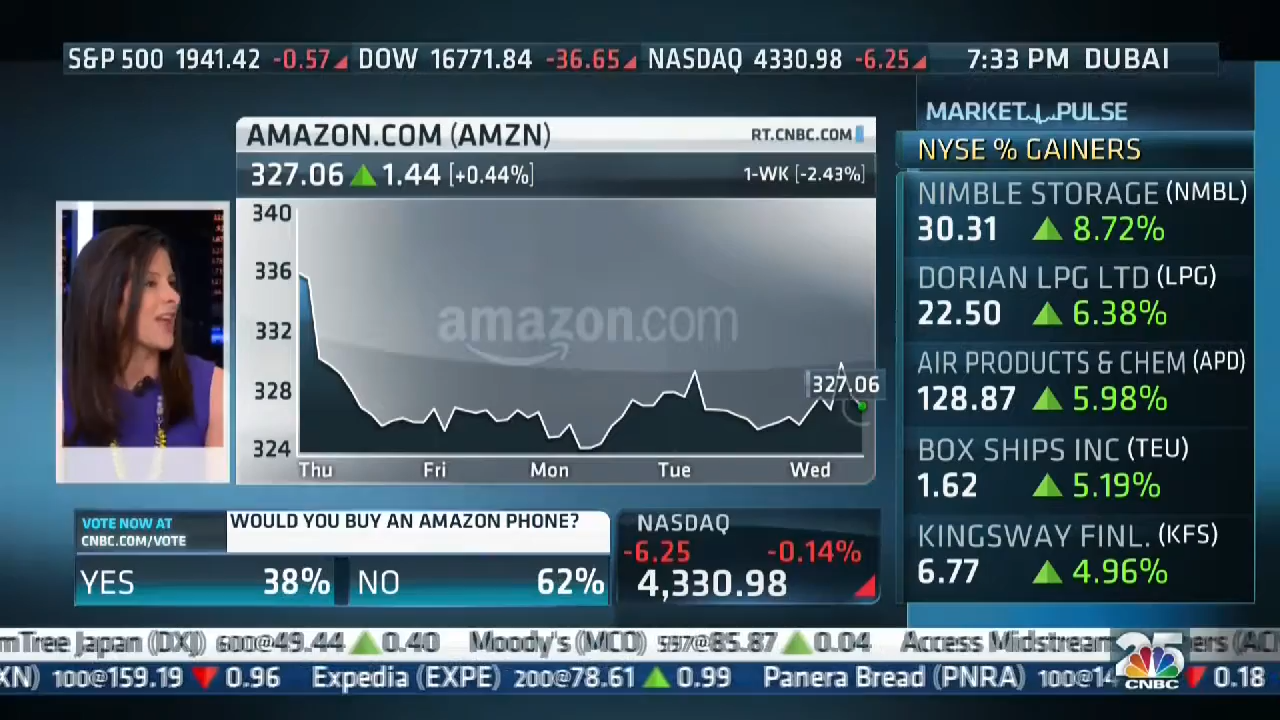 S&P 500 1941.42 -0.57 DOW 16771.84 -36.65 NASDAQ 4330.98 -6.25 7:33 PM DUBAI
MARKET PULSE
NYSE % GAINERS
NIMBLE STORAGE (NMBL)
30.31 8.72%
DORIAN LPG LTD (LPG)
22.50 6.38%
AIR PRODUCTS & CHEM (APD)
128.87 5.98%
BOX SHIPS INC (TEU)
1.62 5.19%
KINGSWAY FINL. (KFS)
6.77 4.96%
AMAZON.COM (AMZN) RT.CNBC.COM
327.06 1.44 [+0.44%] 1-WK [-2.43%]
340
336
332
328
324
amazon.com
327.06
Thu Fri Mon Tue Wed
VOTE NOW AT
CNBC.COM/VOTE
WOULD YOU BUY AN AMAZON PHONE?
YES 38% NO 62%
NASDAQ
-6.25 -0.14%
4,330.98
mTree Japan (DXJ) 600@49.44 0.40 Moody's (MCO) 597@85.87 0.04 Access Midstream
XN) 100@159.19 0.96 Expedia (EXPE) 200@78.61 0.99 Panera Bread (PNRA) 100@14 0.18
25
CNBC